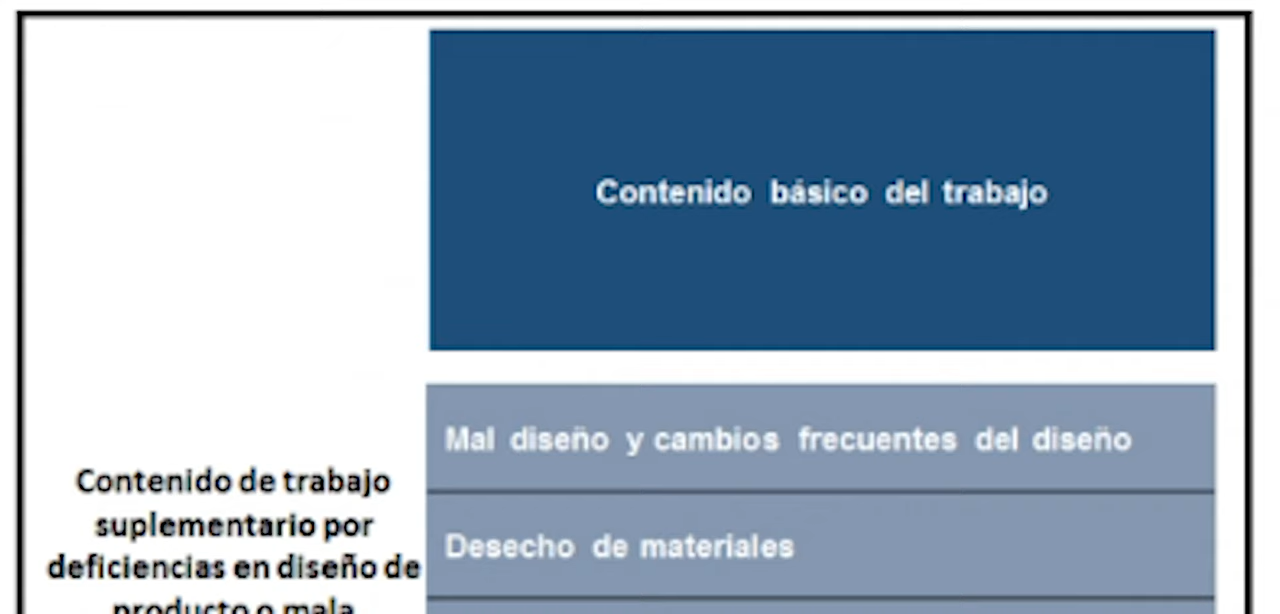 Contenido básico del trabajo
Mal diseño y cambios frecuentes del diseño
Desecho de materiales
Contenido de trabajo
suplementario por
deficiencias en diseño de
producto o mala